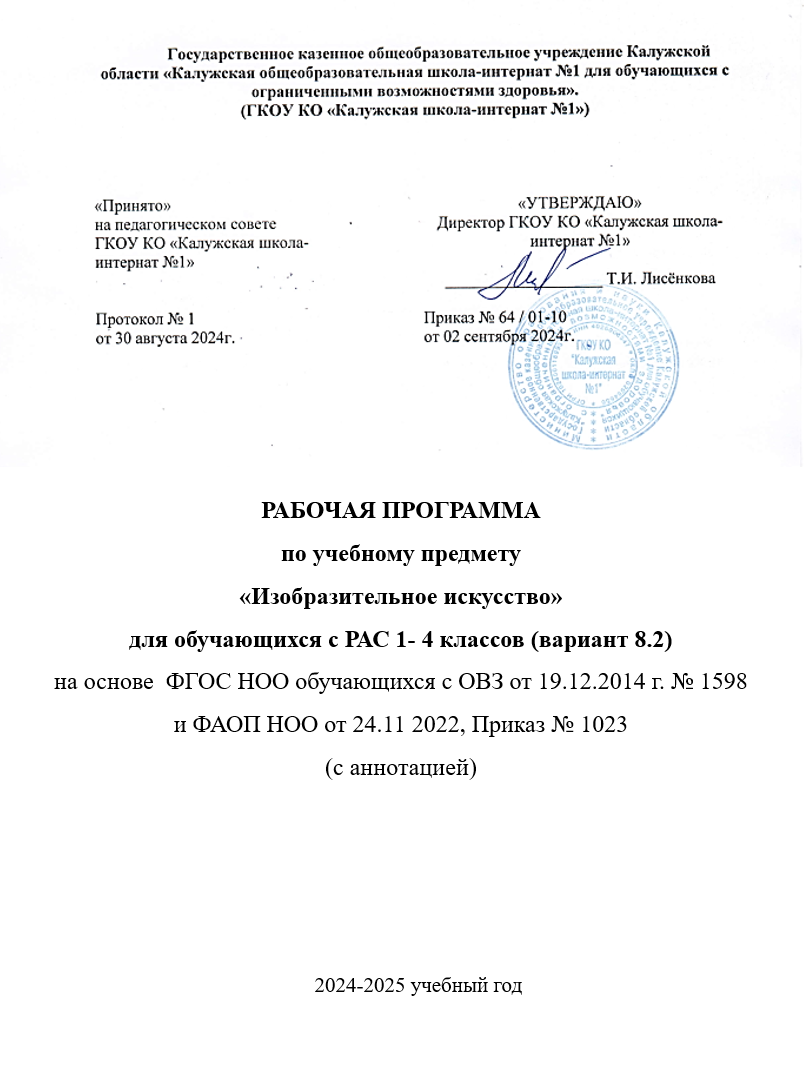 Государственное казенное общеобразовательное учреждение Калужской
области «Калужская общеобразовательная школа-интернат №1 для обучающихся с
ограниченными возможностями здоровья».
(ГКОУ КО «Калужская школа-интернат №1»)
«Принято»
на педагогическом совете
ГКОУ КО «Калужская школа-
интернат №1»
Протокол № 1
от 30 августа 2024г.
«УТВЕРЖДАЮ»
Директор ГКОУ КО «Калужская школа-
интернат №1»
Т.И. Лисёнкова
Приказ № 64 / 01-10
от 02 сентября 2024г.
ГКОУ КО
"Калужская
школа-интернат
№1"
РАБОЧАЯ ПРОГРАММА
по учебному предмету
«Изобразительное искусство»
для обучающихся с РАС 1- 4 классов (вариант 8.2)
на основе ФГОС НОО обучающихся с ОВЗ от 19.12.2014 г. № 1598
и ФАОП НОО от 24.11 2022, Приказ № 1023
(с аннотацией)
2024-2025 учебный год